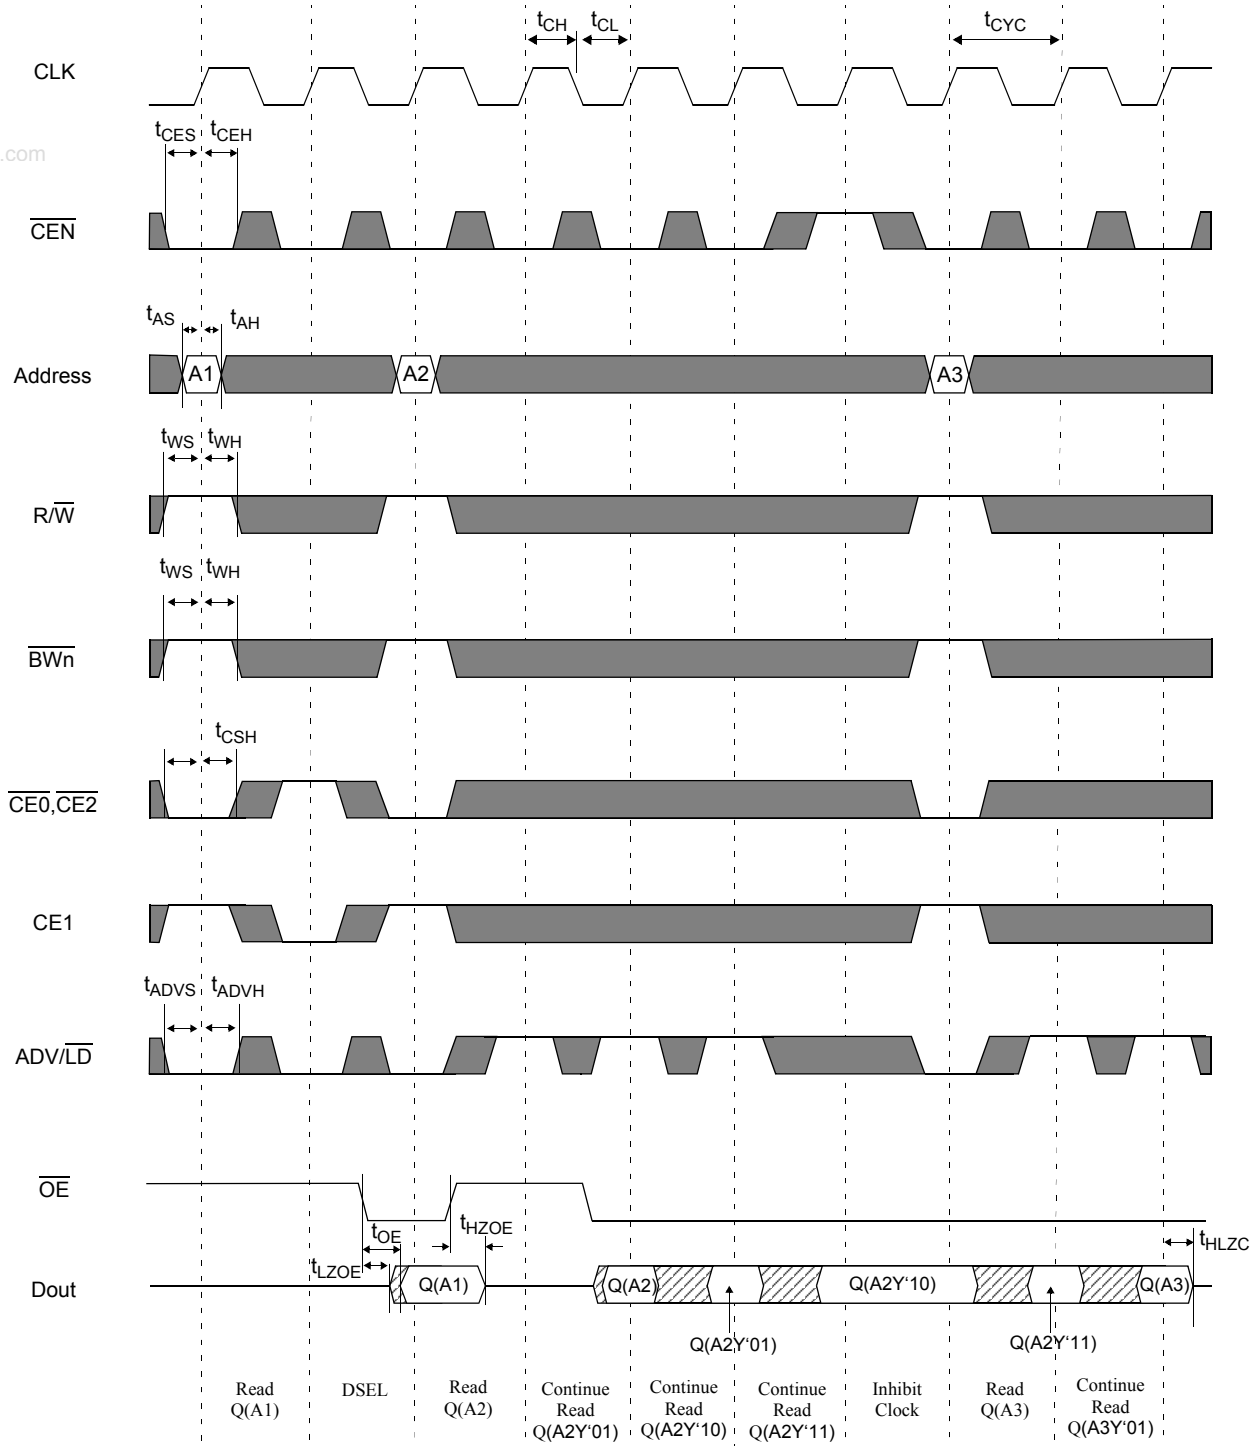 tCH tCL tCYC
CLK
tCES tCEH
.com
CEN
tAS tAH
Address A1 A2 A3
tWS tWH
R/W
tWS tWH
BWn
tCSH
CE0,CE2
CE1
tADVS tADVH
ADV/LD
OE
tOE tHZOE tHLZC
tLZOE
Dout Q(A1) Q(A2) Q(A2Y‘10) Q(A3)
Q(A2Y‘01) Q(A2Y‘11)
Read
Q(A1)
DSEL
Read
Q(A2)
Continue
Read
Q(A2Y‘01)
Continue
Read
Q(A2Y‘10)
Continue
Read
Q(A2Y‘11)
Inhibit
Clock
Read
Q(A3)
Continue
Read
Q(A3Y‘01)